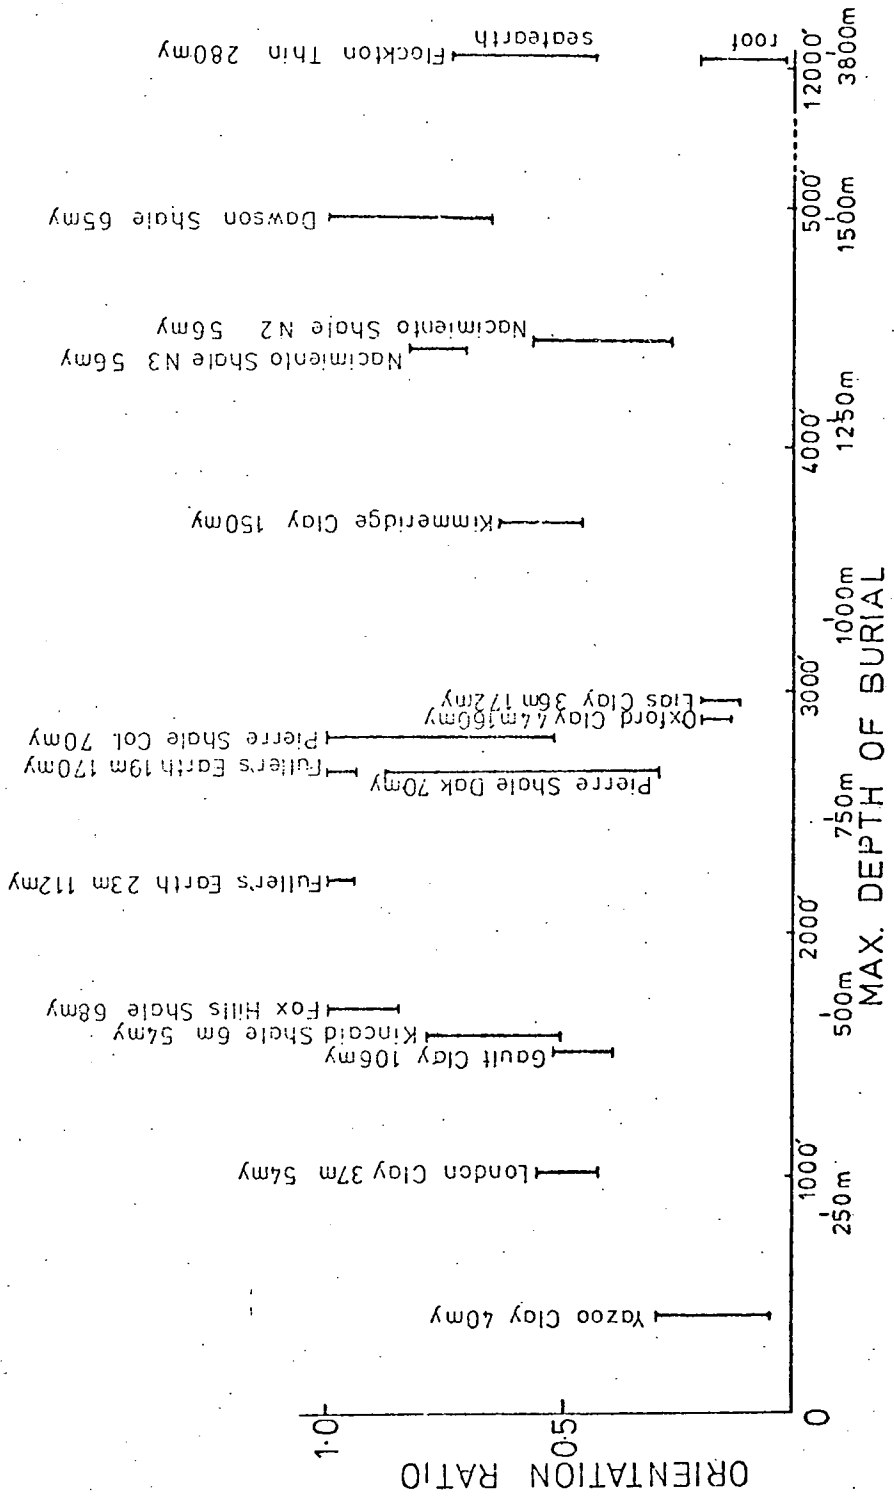 ORIENTATION RATIO
1·0
0·5
0
Yazoo Clay 40my
London Clay 37m 54my
Gault Clay 106my
Kincaid Shale 6m 54my
Fox Hills Shale 68my
Fuller's Earth 23m 112my
Fuller's Earth 19m 170my
Pierre Shale Dak 70my
Pierre Shale Col. 70my
Oxford Clay 44m 160my
Lias Clay 36m 172my
Kimmeridge Clay 150my
Nacimiento Shale N3 56my
Nacimiento Shale N2 56my
Dawson Shale 65my
Flockton Thin 280my
seatearth
roof
1000' 2000' 3000' 4000' 5000' 12000'
250m 500m 750m 1000m 1250m 1500m 3800m
MAX. DEPTH OF BURIAL